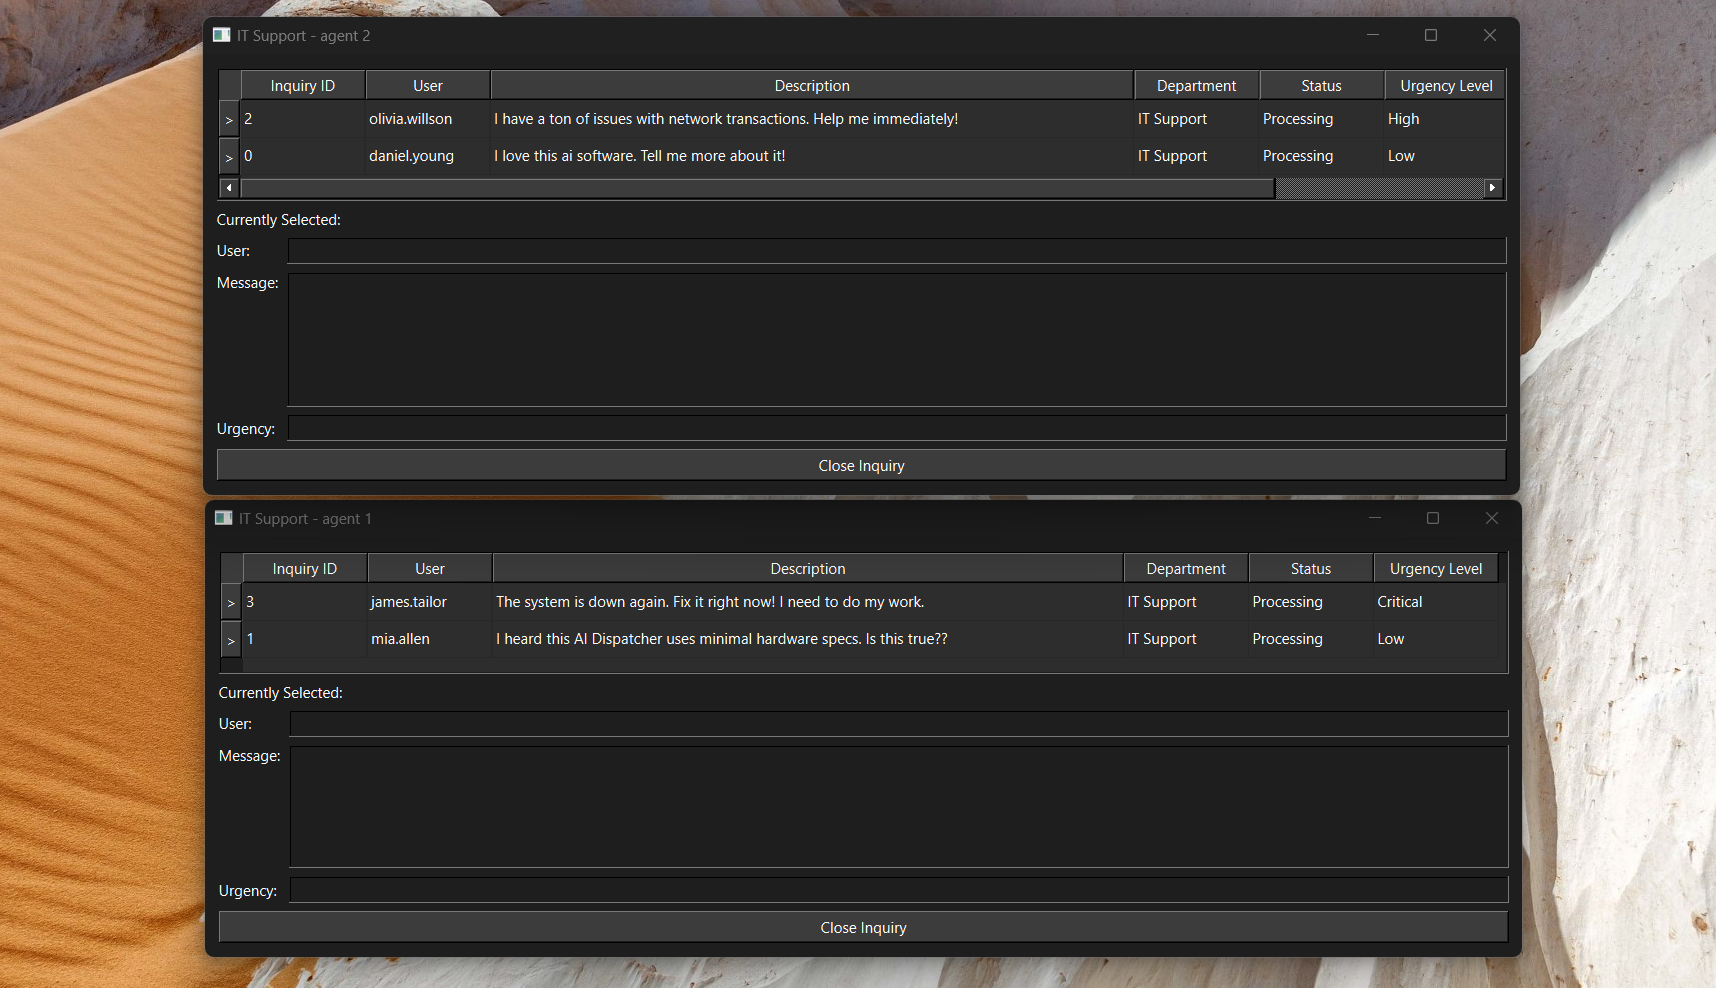 IT Support - agent 2
Inquiry ID User Description Department Status Urgency Level
> 2 olivia.willson I have a ton of issues with network transactions. Help me immediately! IT Support Processing High
> 0 daniel.young I love this ai software. Tell me more about it! IT Support Processing Low
Currently Selected:
User:
Message:
Urgency:
Close Inquiry
IT Support - agent 1
Inquiry ID User Description Department Status Urgency Level
> 3 james.tailor The system is down again. Fix it right now! I need to do my work. IT Support Processing Critical
> 1 mia.allen I heard this AI Dispatcher uses minimal hardware specs. Is this true?? IT Support Processing Low
Currently Selected:
User:
Message:
Urgency:
Close Inquiry